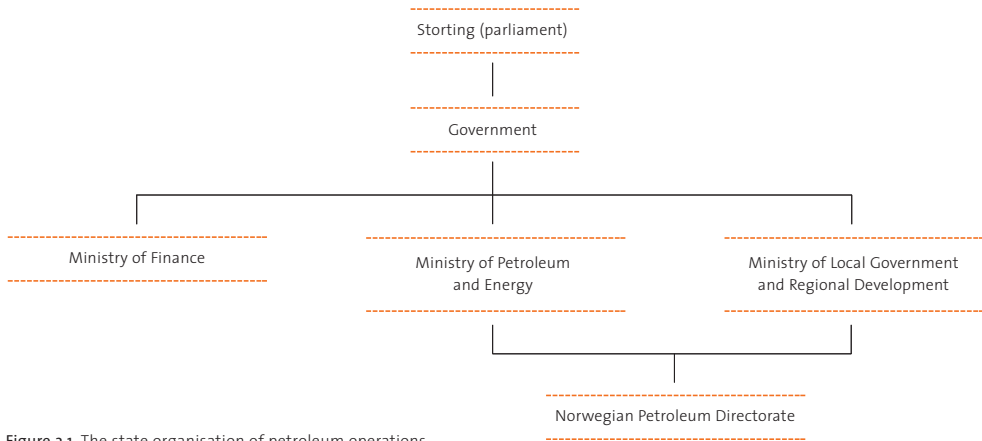 Storting (parliament)
Government
Ministry of Finance
Ministry of Petroleum
and Energy
Ministry of Local Government
and Regional Development
Norwegian Petroleum Directorate
Figure 2.1 The state organisation of petroleum operations